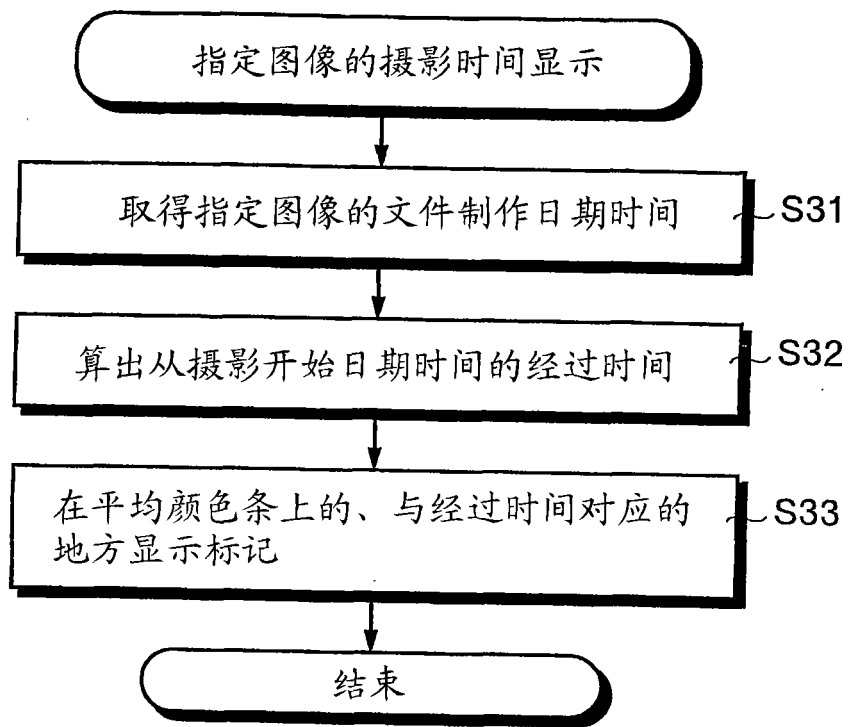 指定图像的摄影时间显示
取得指定图像的文件制作日期时间
S31
算出从摄影开始日期时间的经过时间
S32
在平均颜色条上的、与经过时间对应的
地方显示标记
S33
结束